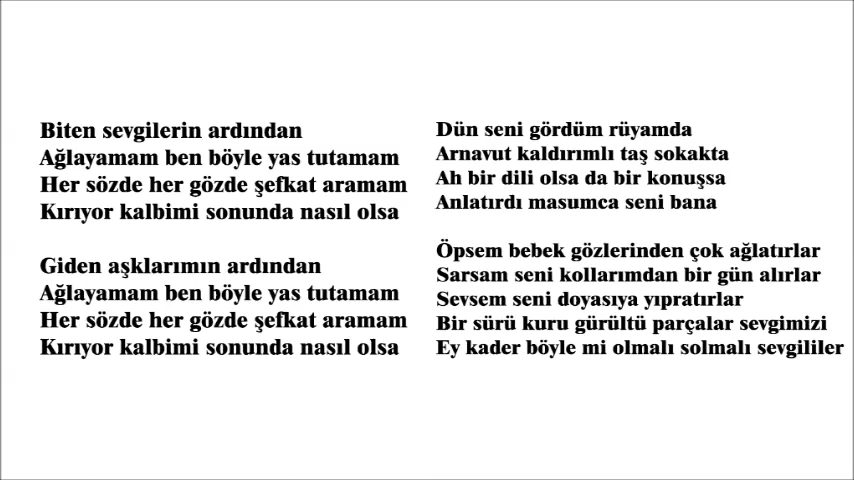 Biten sevgilerin ardından
Ağlayamam ben böyle yas tutamam
Her sözde her gözde şefkat aramam
Kırıyor kalbimi sonunda nasıl olsa
Giden aşklarımın ardından
Ağlayamam ben böyle yas tutamam
Her sözde her gözde şefkat aramam
Kırıyor kalbimi sonunda nasıl olsa
Dün seni gördüm rüyamda
Arnavut kaldırımlı taş sokakta
Ah bir dili olsa da bir konuşsa
Anlatırdı masumca seni bana
Öpsem bebek gözlerinden çok ağlatırlar
Sarsam seni kollarımdan bir gün alırlar
Sevsem seni doyasıya yıpratırlar
Bir sürü kuru gürültü parçalar sevgimizi
Ey kader böyle mi olmalı solmalı sevgililer